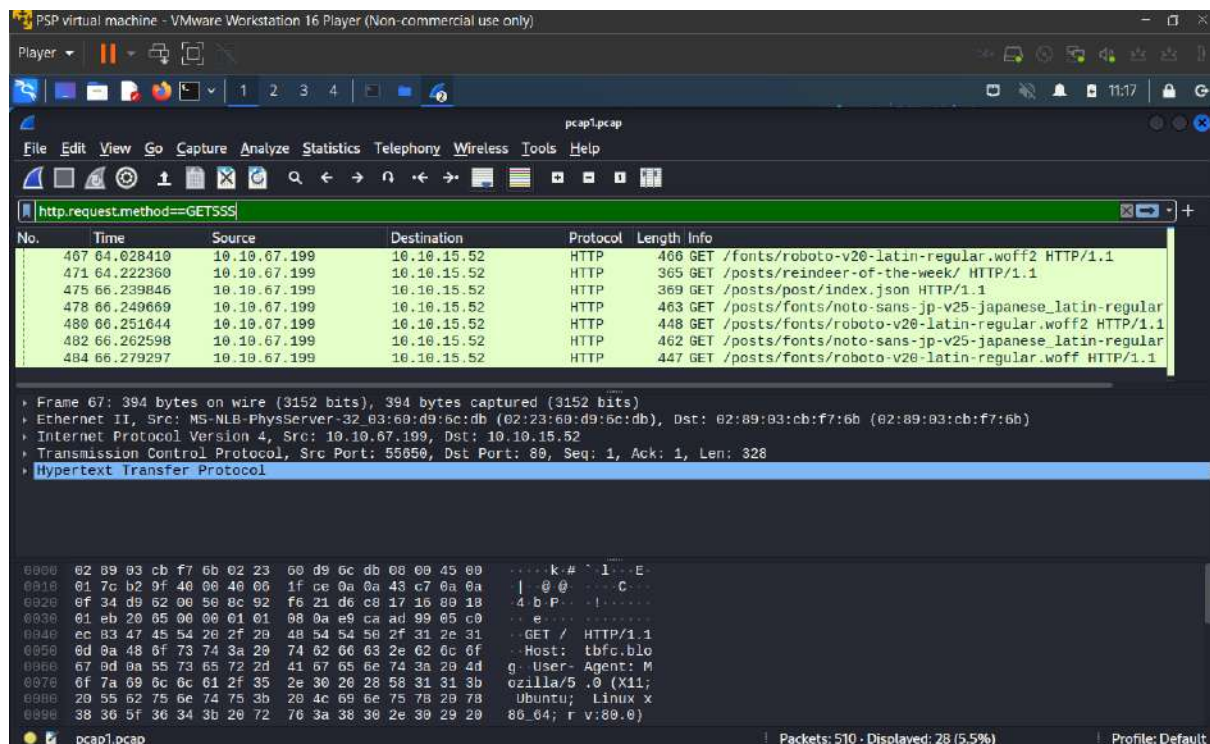 PSP virtual machine - VMware Workstation 16 Player (Non-commercial use only)
Player
1 2 3 4 11:17
pcap1.pcap
File Edit View Go Capture Analyze Statistics Telephony Wireless Tools Help
http.request.method==GETSSS
No. Time Source Destination Protocol Length Info
467 64.028410 10.10.67.199 10.10.15.52 HTTP 466 GET /fonts/roboto-v20-latin-regular.woff2 HTTP/1.1
471 64.222360 10.10.67.199 10.10.15.52 HTTP 365 GET /posts/reindeer-of-the-week/ HTTP/1.1
475 66.239846 10.10.67.199 10.10.15.52 HTTP 369 GET /posts/post/index.json HTTP/1.1
478 66.249669 10.10.67.199 10.10.15.52 HTTP 463 GET /posts/fonts/noto-sans-jp-v25-japanese_latin-regular
480 66.251644 10.10.67.199 10.10.15.52 HTTP 448 GET /posts/fonts/roboto-v20-latin-regular.woff2 HTTP/1.1
482 66.262598 10.10.67.199 10.10.15.52 HTTP 462 GET /posts/fonts/noto-sans-jp-v25-japanese_latin-regular
484 66.279297 10.10.67.199 10.10.15.52 HTTP 447 GET /posts/fonts/roboto-v20-latin-regular.woff HTTP/1.1
Frame 67: 394 bytes on wire (3152 bits), 394 bytes captured (3152 bits)
Ethernet II, Src: MS-NLB-PhysServer-32_03:60:d9:6c:db (02:23:60:d9:6c:db), Dst: 02:89:03:cb:f7:6b (02:89:03:cb:f7:6b)
Internet Protocol Version 4, Src: 10.10.67.199, Dst: 10.10.15.52
Transmission Control Protocol, Src Port: 55650, Dst Port: 80, Seq: 1, Ack: 1, Len: 328
Hypertext Transfer Protocol
0000 02 89 03 cb f7 6b 02 23 60 d9 6c db 08 00 45 00 ·····k·# `·l···E·
0010 01 7c b2 9f 40 00 40 06 1f ce 0a 0a 43 c7 0a 0a ·|··@·@· ····C···
0020 0f 34 d9 62 00 50 8c 92 f6 21 d6 c8 17 16 80 18 ·4·b·P·· ·!······
0030 01 eb 20 65 00 00 01 01 08 0a e9 ca ad 99 05 c0 ·· e···· ········
0040 ec 83 47 45 54 20 2f 20 48 54 54 50 2f 31 2e 31 ··GET / HTTP/1.1
0050 0d 0a 48 6f 73 74 3a 20 74 62 66 63 2e 62 6c 6f ··Host: tbfc.blo
0060 67 0d 0a 55 73 65 72 2d 41 67 65 6e 74 3a 20 4d g··User- Agent: M
0070 6f 7a 69 6c 6c 61 2f 35 2e 30 20 28 58 31 31 3b ozilla/5 .0 (X11;
0080 20 55 62 75 6e 74 75 3b 20 4c 69 6e 75 78 20 78 Ubuntu; Linux x
0090 38 36 5f 36 34 3b 20 72 76 3a 38 30 2e 30 29 20 86_64; r v:80.0)
pcap1.pcap Packets: 510 · Displayed: 28 (5.5%) Profile: Default